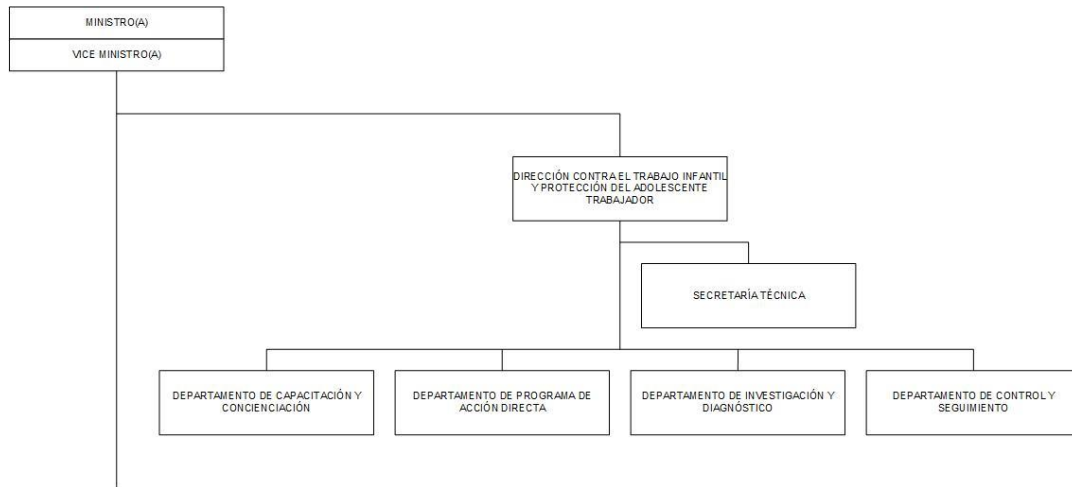 MINISTRO(A)
VICE MINISTRO(A)
DIRECCIÓN CONTRA EL TRABAJO INFANTIL
Y PROTECCIÓN DEL ADOLESCENTE
TRABAJADOR
SECRETARÍA TÉCNICA
DEPARTAMENTO DE CAPACITACIÓN Y
CONCIENCIACIÓN
DEPARTAMENTO DE PROGRAMA DE
ACCIÓN DIRECTA
DEPARTAMENTO DE INVESTIGACIÓN Y
DIAGNÓSTICO
DEPARTAMENTO DE CONTROL Y
SEGUIMIENTO